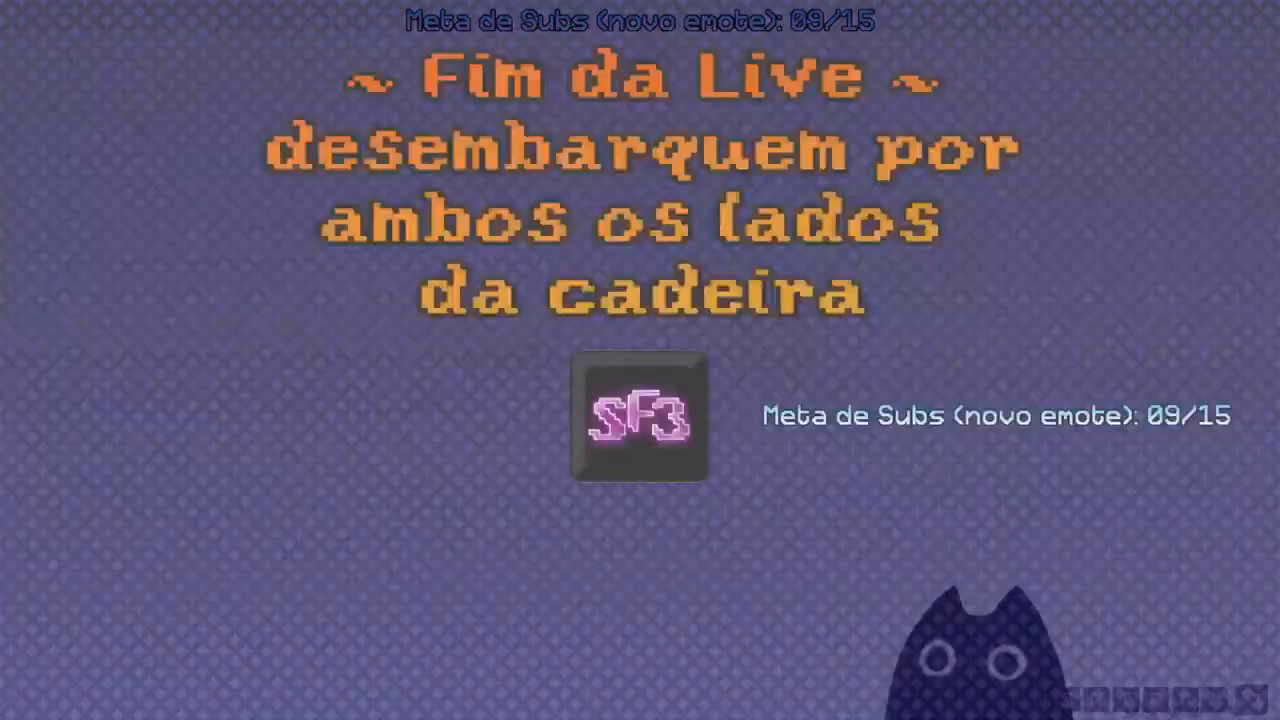 Meta de Subs (novo emote): 09/15
~ Fim da Live ~
desembarquem por
ambos os lados
da cadeira
SF3
Meta de Subs (novo emote): 09/15